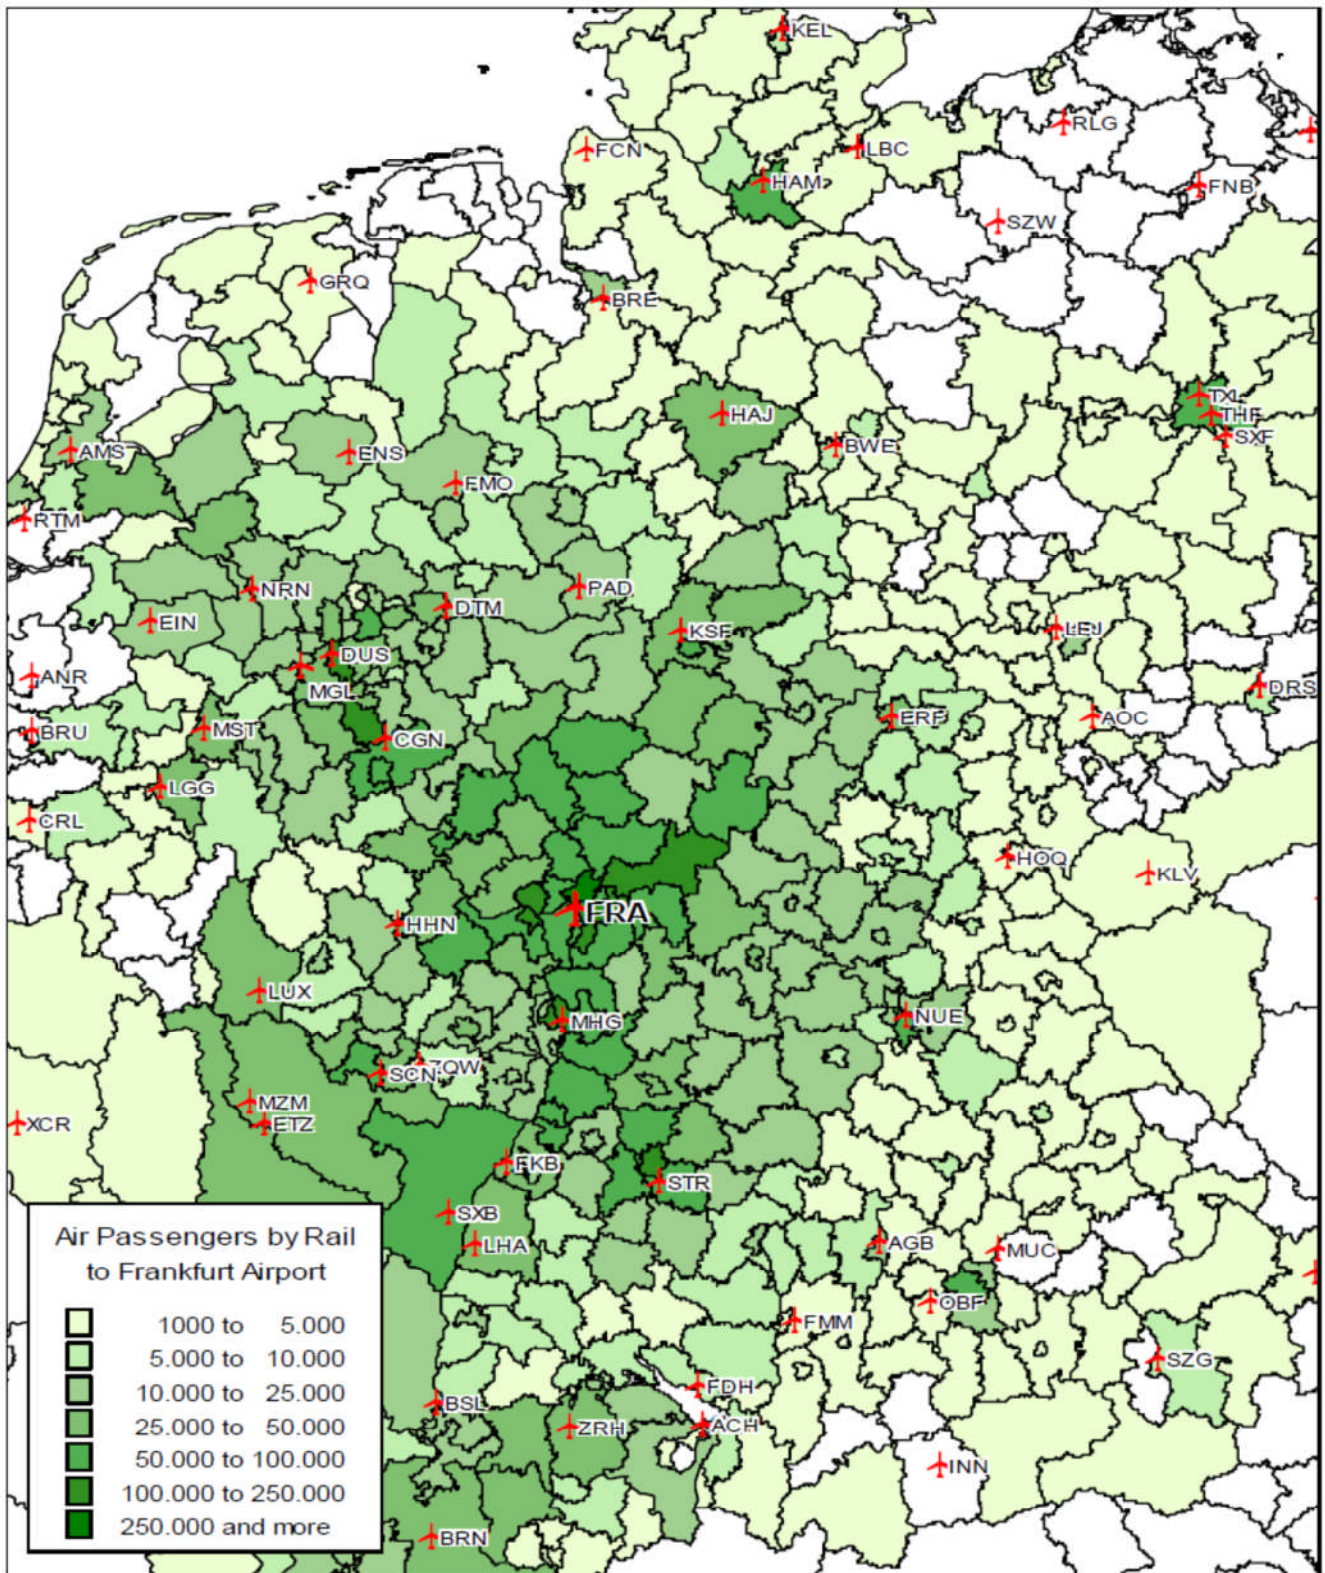 KEL
RLG
FCN
LBC
HAM
FNB
SZW
GRQ
BRE
TXL
HAJ
THF
SXF
AMS
ENS
BWE
FMO
RTM
NRN
PAD
DTM
EIN
KSF
LEJ
DUS
ANR
MGL
DRS
ERF
AOC
BRU
MST
CGN
LGG
CRL
HOQ
KLV
FRA
HHN
LUX
MHG
NUE
ZQW
SCN
MZM
XCR
ETZ
FKB
STR
SXB
LHA
AGB
MUC
OBF
FMM
SZG
FDH
BSL
ZRH
ACH
INN
BRN
Air Passengers by Rail
to Frankfurt Airport
1000 to 5.000
5.000 to 10.000
10.000 to 25.000
25.000 to 50.000
50.000 to 100.000
100.000 to 250.000
250.000 and more